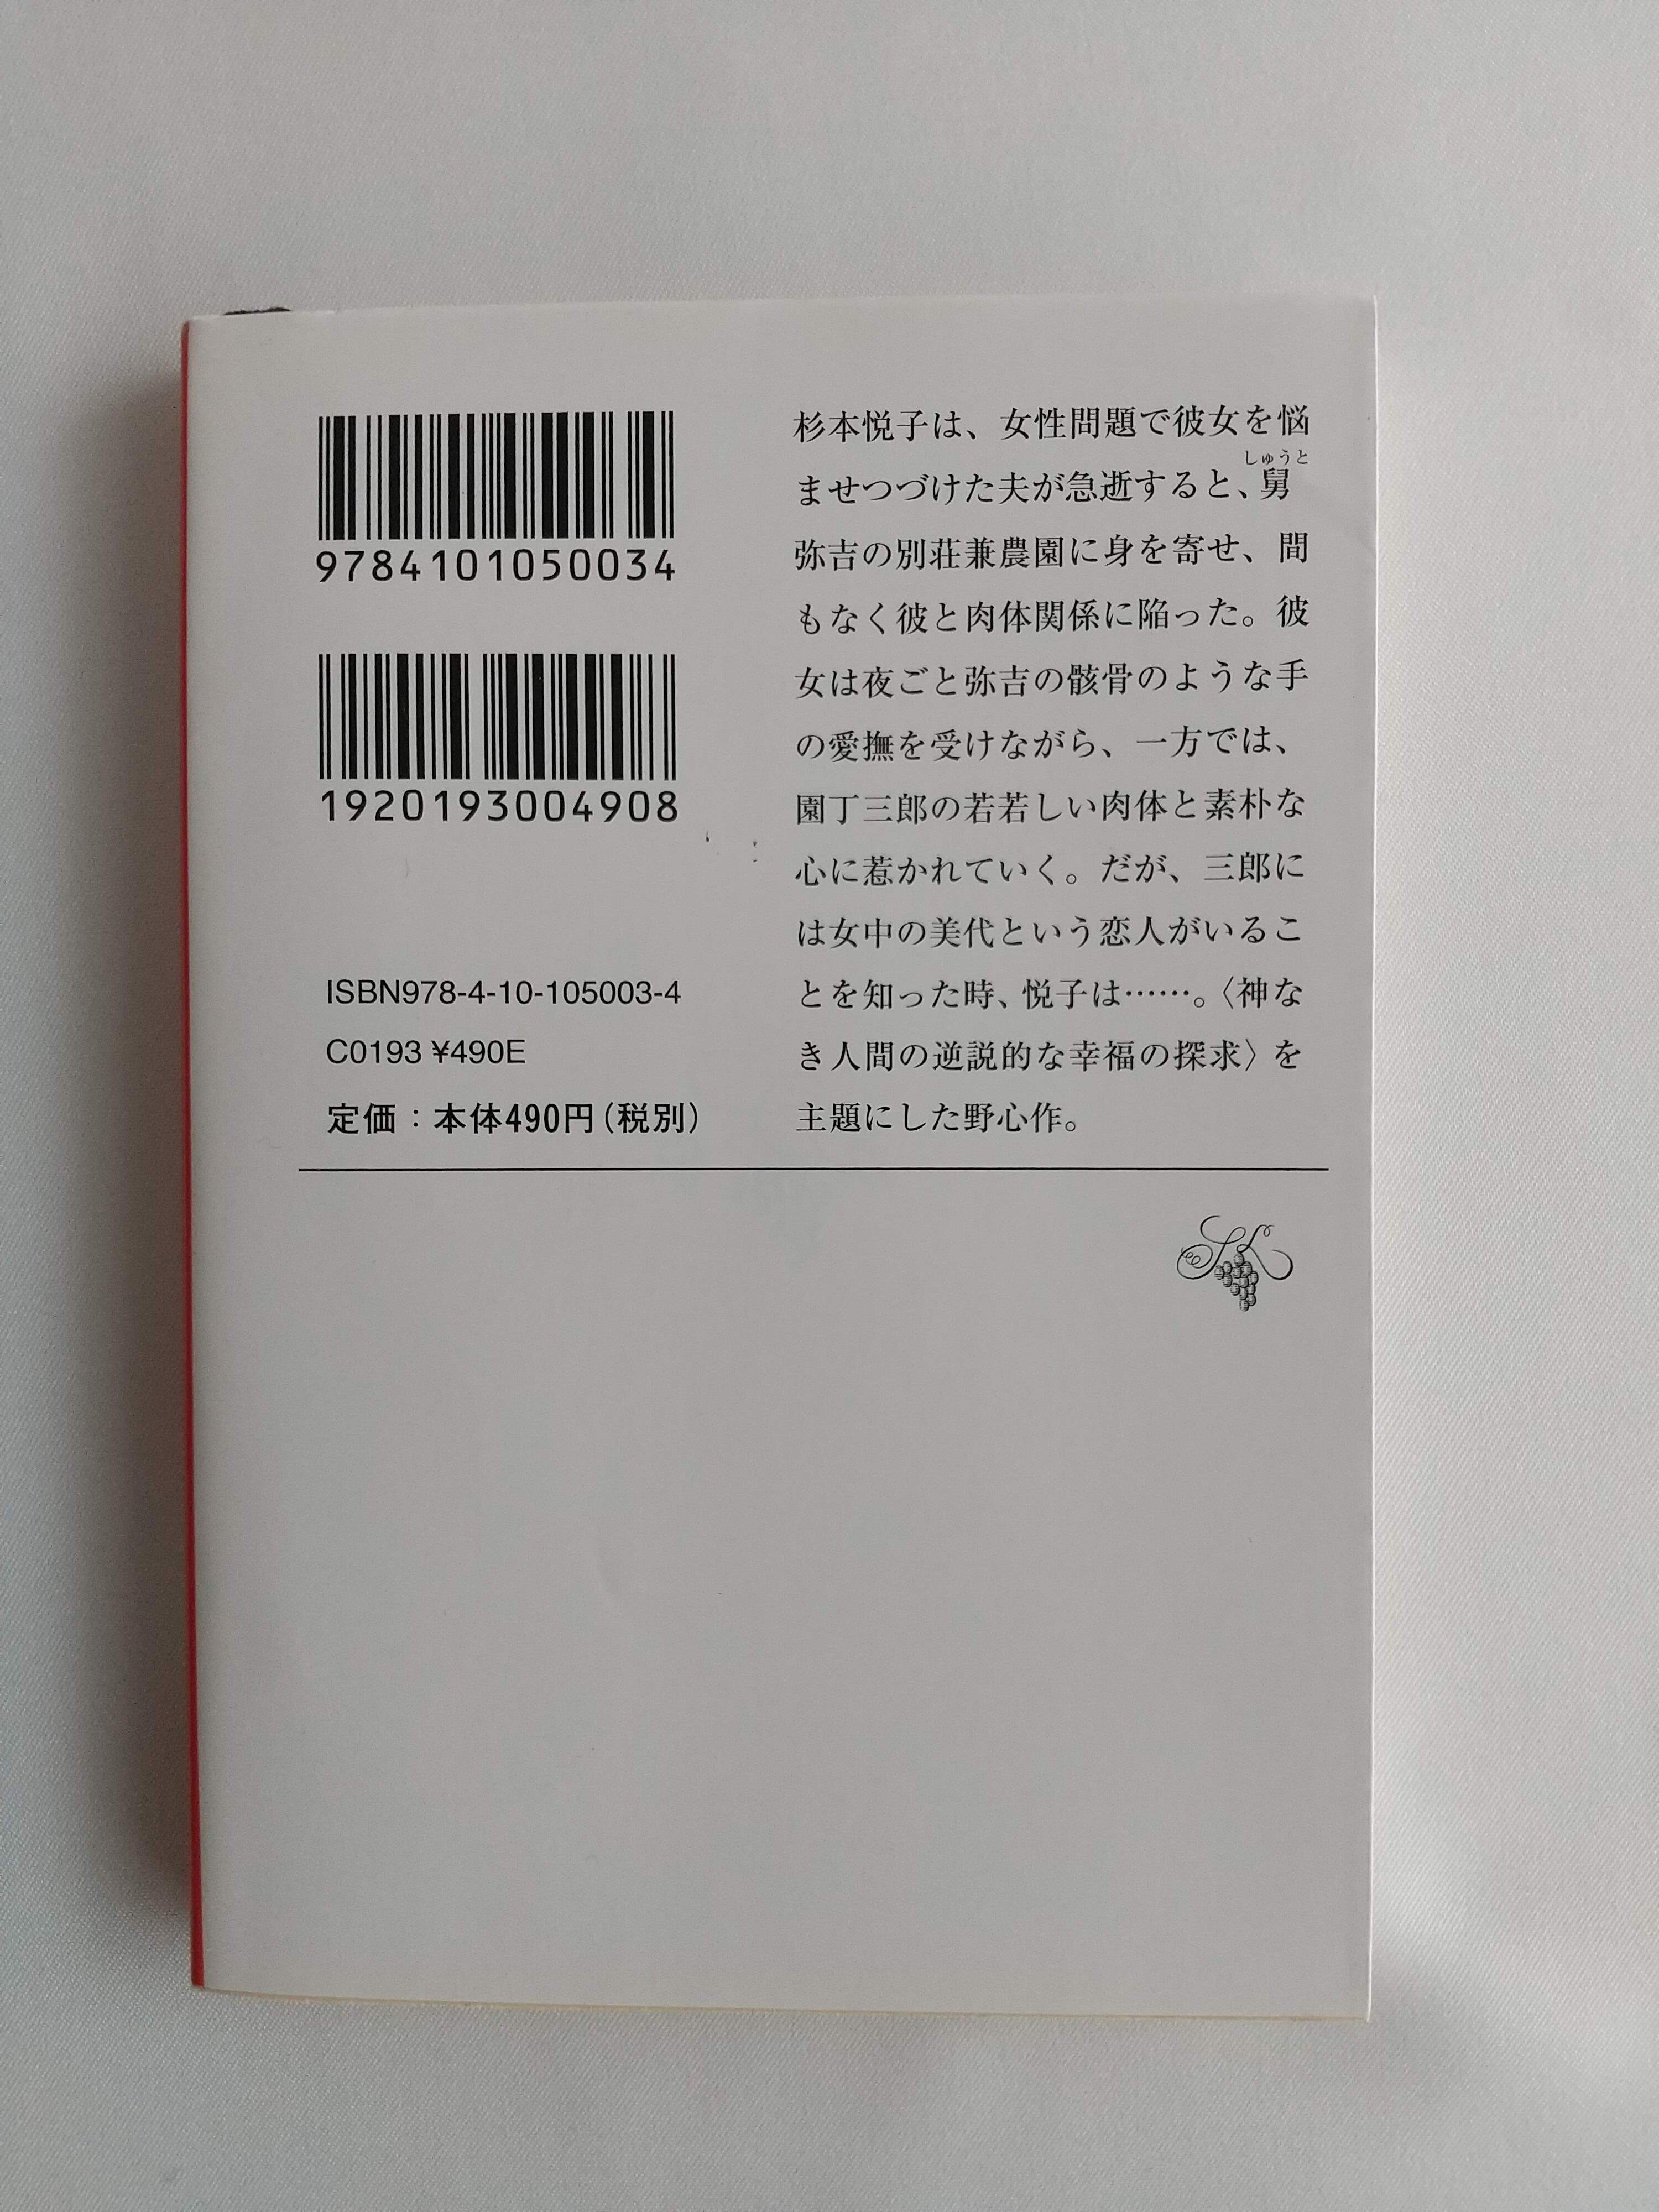 9784101050034
1920193004908
ISBN978-4-10-105003-4
C0193 ¥490E
定価：本体490円（税別）
杉本悦子は、女性問題で彼女を悩
しゅうと
ませつづけた夫が急逝すると、舅
弥吉の別荘兼農園に身を寄せ、間
もなく彼と肉体関係に陥った。彼
女は夜ごと弥吉の骸骨のような手
の愛撫を受けながら、一方では、
園丁三郎の若若しい肉体と素朴な
心に惹かれていく。だが、三郎に
は女中の美代という恋人がいるこ
とを知った時、悦子は……。〈神な
き人間の逆説的な幸福の探求〉を
主題にした野心作。